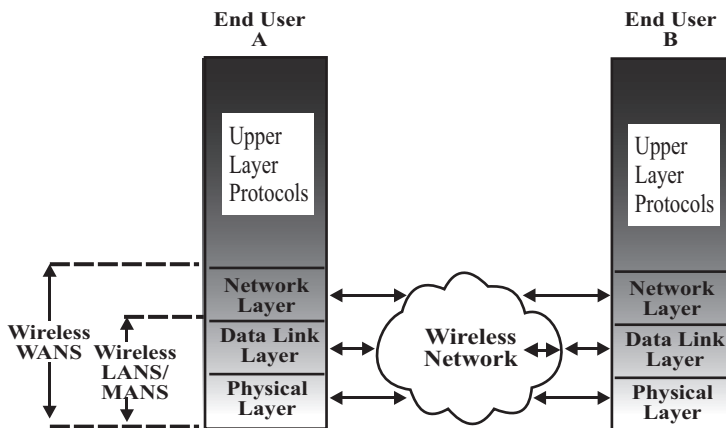 End User
A
End User
B
Upper
Layer
Protocols
Upper
Layer
Protocols
Network
Layer
Data Link
Layer
Physical
Layer
Wireless
WANS
Wireless
LANS/
MANS
Wireless
Network
Network
Layer
Data Link
Layer
Physical
Layer